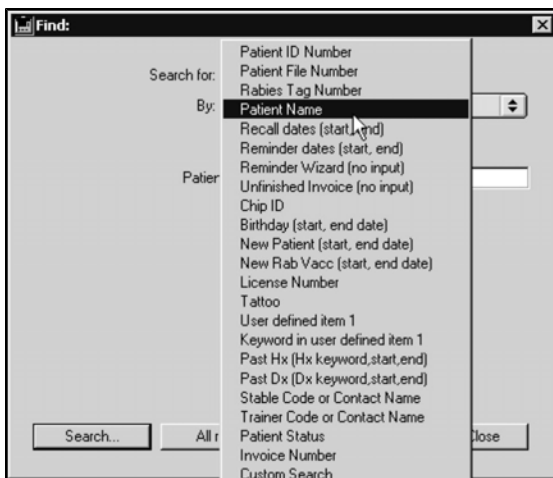 Find:
Search for:
By:
Patient ID Number
Patient File Number
Rabies Tag Number
Patient Name
Recall dates (start, end)
Reminder dates (start, end)
Reminder Wizard (no input)
Unfinished Invoice (no input)
Chip ID
Birthday (start, end date)
New Patient (start, end date)
New Rab Vacc (start, end date)
License Number
Tattoo
User defined item 1
Keyword in user defined item 1
Past Hx (Hx keyword,start,end)
Past Dx (Dx keyword,start,end)
Stable Code or Contact Name
Trainer Code or Contact Name
Patient Status
Invoice Number
Custom Search
Patien
Search...
All r
Close